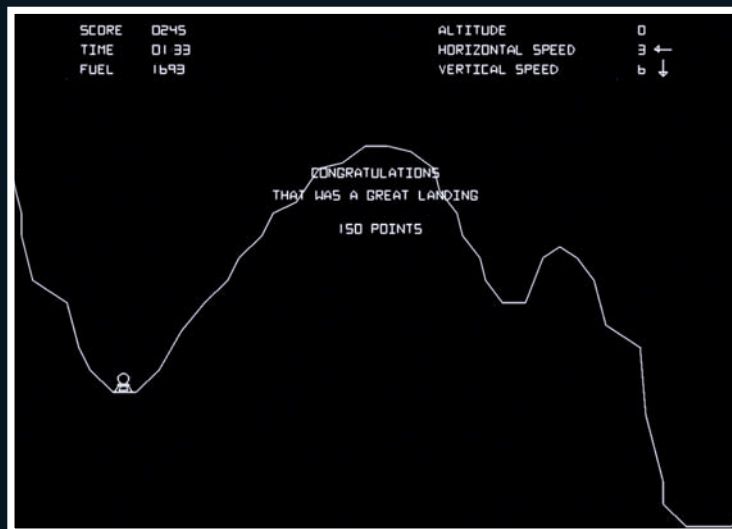 SCORE 0245
TIME 01:33
FUEL 1693
ALTITUDE 0
HORIZONTAL SPEED 3 ←
VERTICAL SPEED 6 ↓
CONGRATULATIONS
THAT WAS A GREAT LANDING
150 POINTS